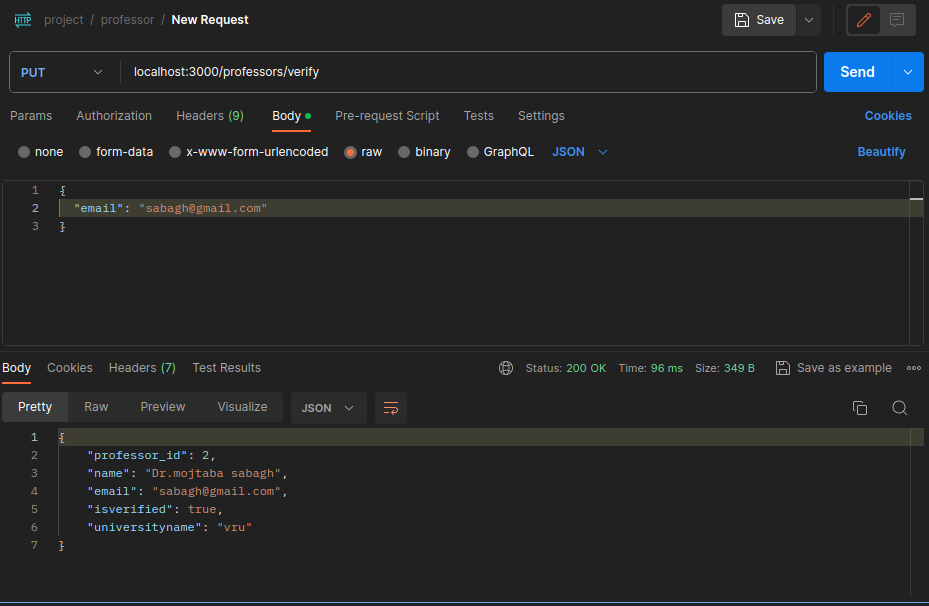 HTTP project / professor / New Request Save
PUT localhost:3000/professors/verify Send
Params Authorization Headers (9) Body Pre-request Script Tests Settings Cookies
none form-data x-www-form-urlencoded raw binary GraphQL JSON Beautify
1 {
2 "email": "sabagh@gmail.com"
3 }
Body Cookies Headers (7) Test Results Status: 200 OK Time: 96 ms Size: 349 B Save as example
Pretty Raw Preview Visualize JSON
1 {
2 "professor_id": 2,
3 "name": "Dr.mojtaba sabagh",
4 "email": "sabagh@gmail.com",
5 "isverified": true,
6 "universityname": "vru"
7 }